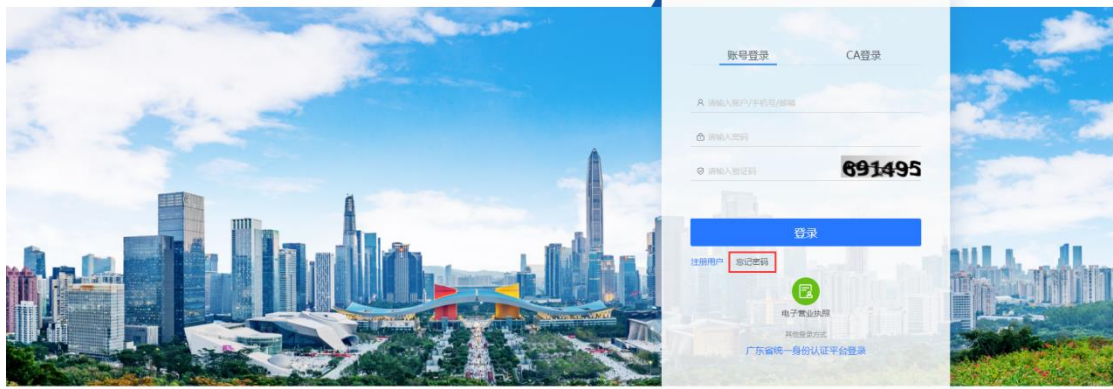 账号登录 CA登录
请输入账户/手机号/邮箱
请输入密码
请输入验证码 691495
登录
注册用户 忘记密码
电子营业执照
其他登录方式
广东省统一身份认证平台登录